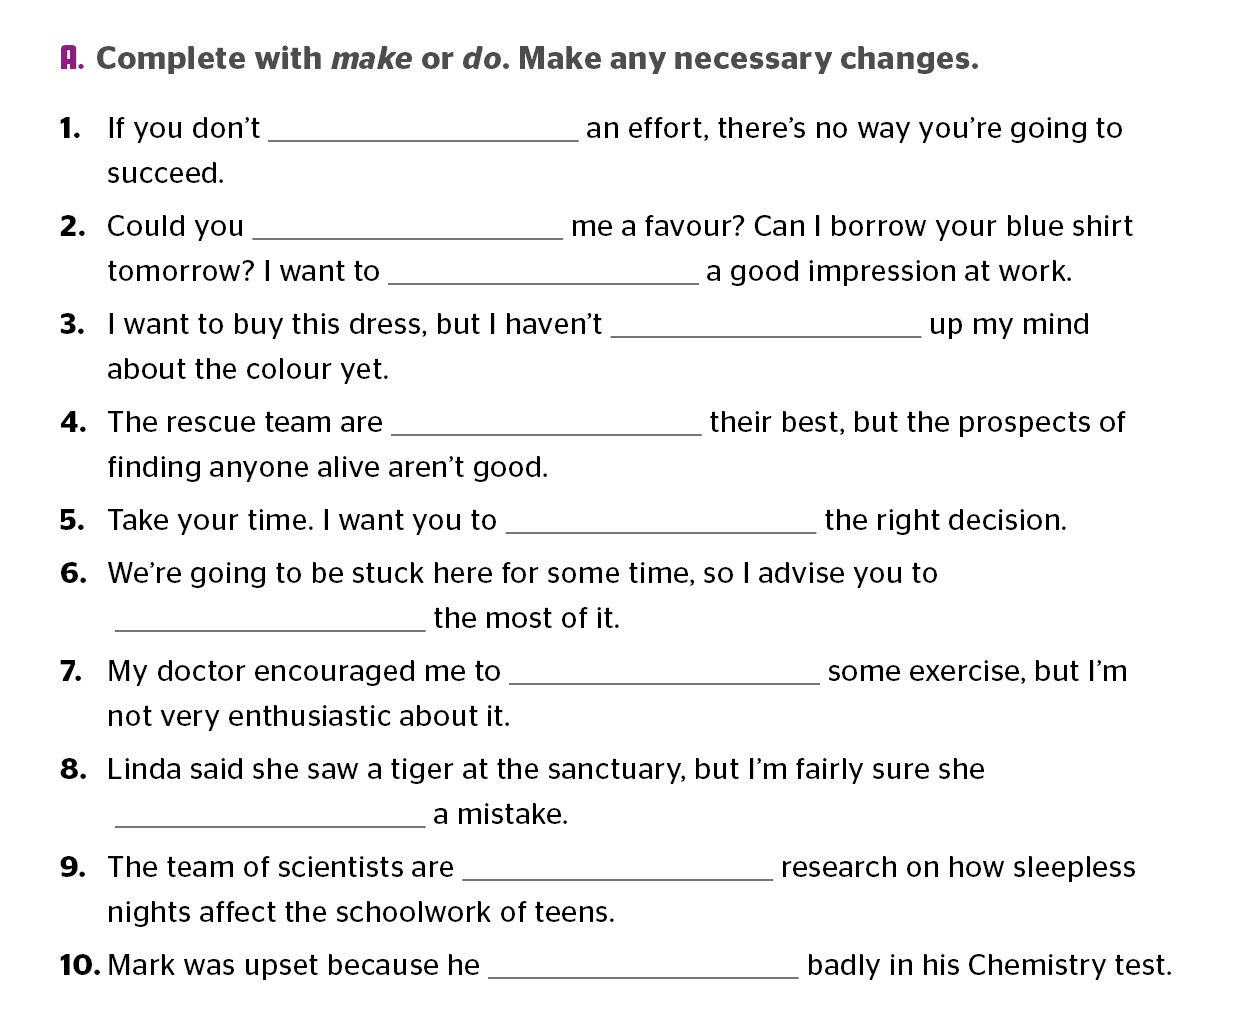 A. Complete with make or do. Make any necessary changes.
1. If you don’t ____________________ an effort, there’s no way you’re going to
succeed.
2. Could you ____________________ me a favour? Can I borrow your blue shirt
tomorrow? I want to ____________________ a good impression at work.
3. I want to buy this dress, but I haven’t ____________________ up my mind
about the colour yet.
4. The rescue team are ____________________ their best, but the prospects of
finding anyone alive aren’t good.
5. Take your time. I want you to ____________________ the right decision.
6. We’re going to be stuck here for some time, so I advise you to
____________________ the most of it.
7. My doctor encouraged me to ____________________ some exercise, but I’m
not very enthusiastic about it.
8. Linda said she saw a tiger at the sanctuary, but I’m fairly sure she
____________________ a mistake.
9. The team of scientists are ____________________ research on how sleepless
nights affect the schoolwork of teens.
10. Mark was upset because he ____________________ badly in his Chemistry test.